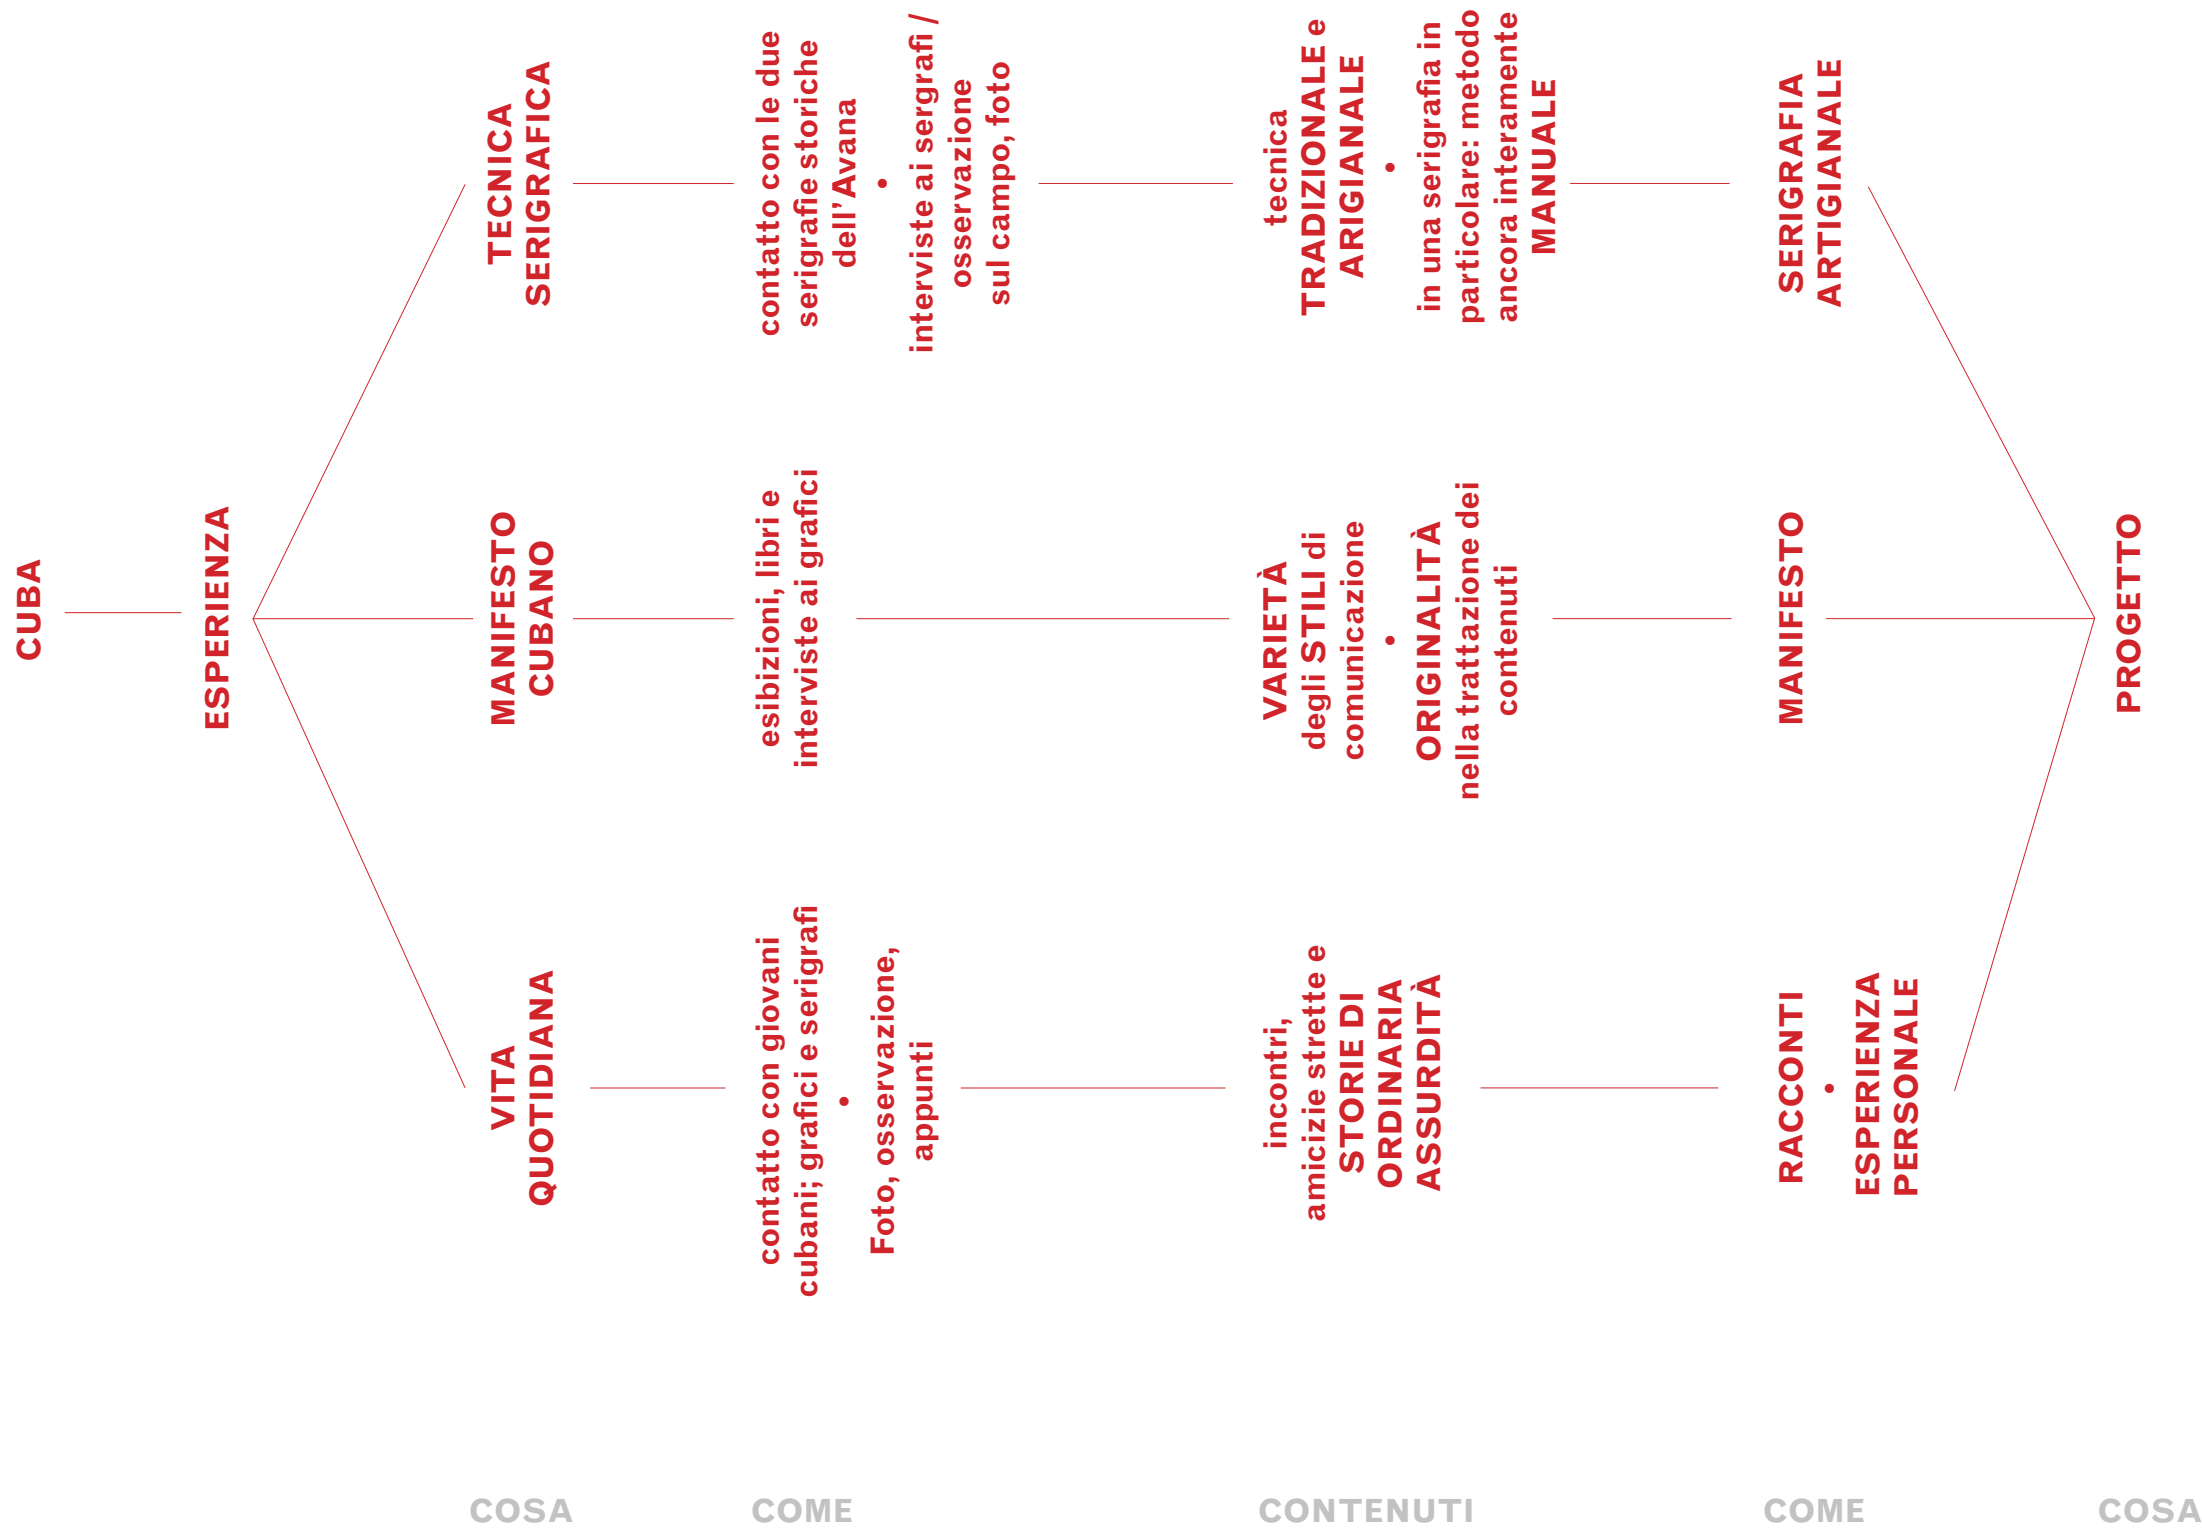 CUBA
ESPERIENZA
TECNICA
SERIGRAFICA
contatto con le due
serigrafie storiche
dell’Avana
•
interviste ai sergrafi /
osservazione
sul campo, foto
tecnica
TRADIZIONALE e
ARIGIANALE
•
in una serigrafia in
particolare: metodo
ancora interamente
MANUALE
SERIGRAFIA
ARTIGIANALE
MANIFESTO
CUBANO
esibizioni, libri e
interviste ai grafici
VARIETÀ
degli STILI di
comunicazione
•
ORIGINALITÀ
nella trattazione dei
contenuti
MANIFESTO
VITA
QUOTIDIANA
contatto con giovani
cubani; grafici e serigrafi
•
Foto, osservazione,
appunti
incontri,
amicizie strette e
STORIE DI
ORDINARIA
ASSURDITÀ
RACCONTI
•
ESPERIENZA
PERSONALE
PROGETTO
COSA
COME
CONTENUTI
COME
COSA